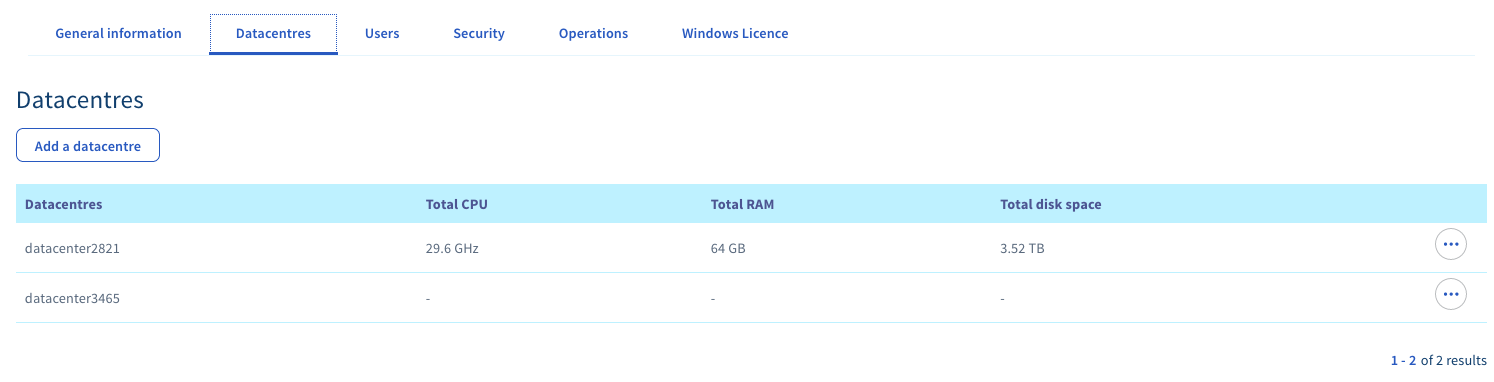 General information Datacentres Users Security Operations Windows Licence
Datacentres
Add a datacentre
Datacentres Total CPU Total RAM Total disk space
datacenter2821 29.6 GHz 64 GB 3.52 TB
datacenter3465 - - -
1 - 2 of 2 results